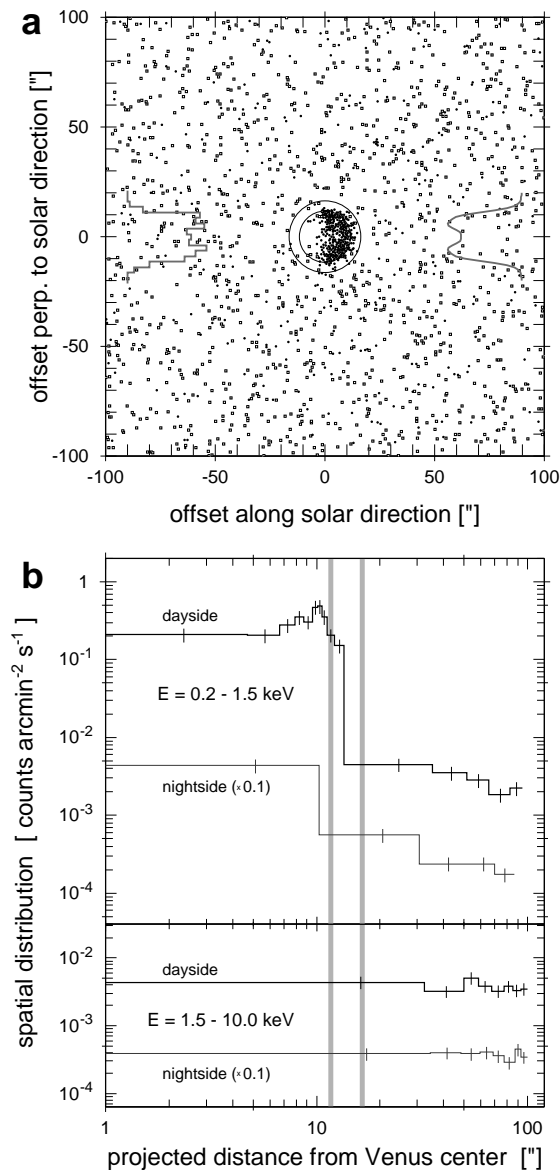 a
100
50
0
-50
-100
offset perp. to solar direction ["]
-100
-50
0
50
100
offset along solar direction ["]
b
spatial distribution [ counts arcmin⁻² s⁻¹ ]
1
10⁻¹
10⁻²
10⁻³
10⁻⁴
dayside
E = 0.2 - 1.5 keV
nightside (×0.1)
10⁻²
10⁻³
10⁻⁴
dayside
E = 1.5 - 10.0 keV
nightside (×0.1)
1
10
100
projected distance from Venus center ["]